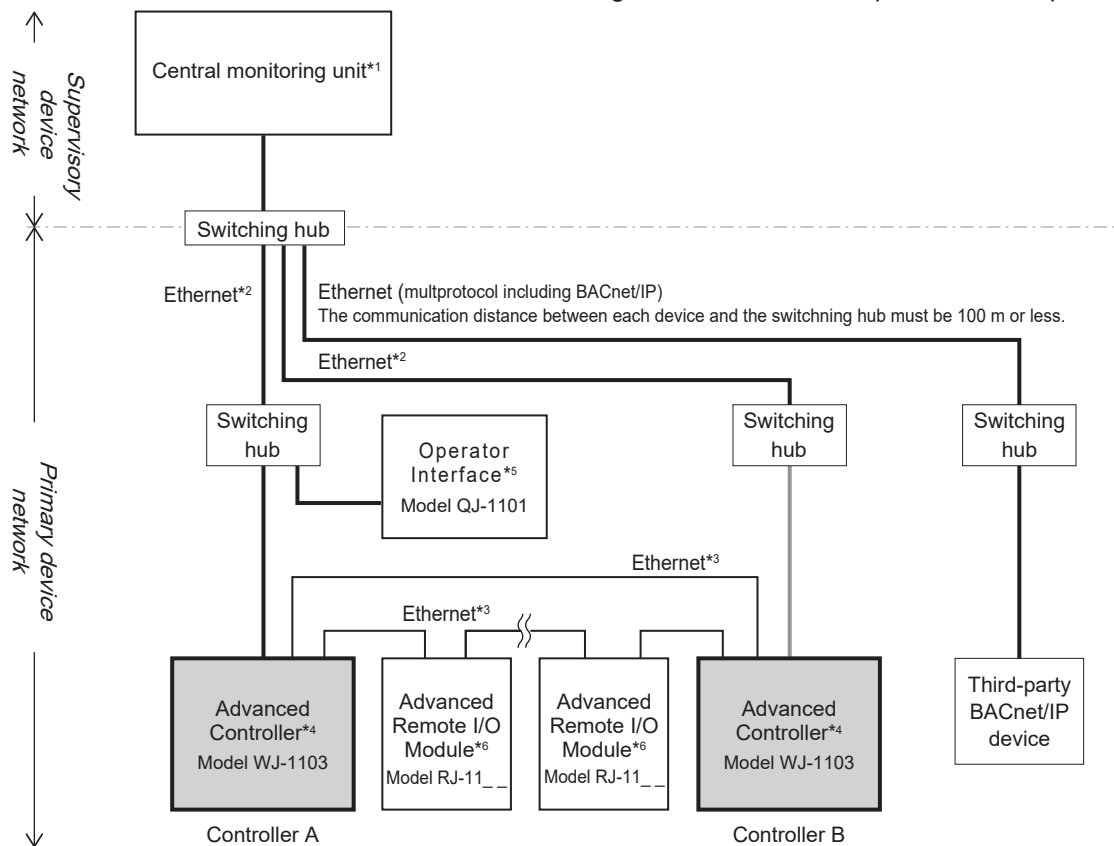 Central monitoring unit*1
Supervisory
device
network
Switching hub
Ethernet*2
Ethernet (multprotocol including BACnet/IP)
The communication distance between each device and the switchning hub must be 100 m or less.
Ethernet*2
Switching
hub
Operator
Interface*5
Model QJ-1101
Switching
hub
Switching
hub
Primary device
network
Ethernet*3
Ethernet*3
Advanced
Controller*4
Model WJ-1103
Advanced
Remote I/O
Module*6
Model RJ-11_ _
Advanced
Remote I/O
Module*6
Model RJ-11_ _
Advanced
Controller*4
Model WJ-1103
Third-party
BACnet/IP
device
Controller A
Controller B